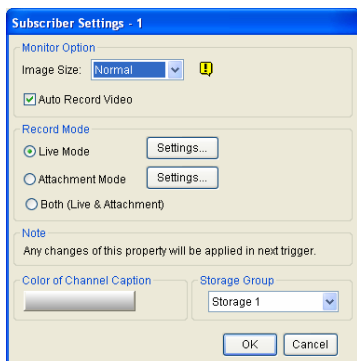 Subscriber Settings - 1
Monitor Option
Image Size: Normal
Auto Record Video
Record Mode
Live Mode Settings...
Attachment Mode Settings...
Both (Live & Attachment)
Note
Any changes of this property will be applied in next trigger.
Color of Channel Caption
Storage Group
Storage 1
OK Cancel